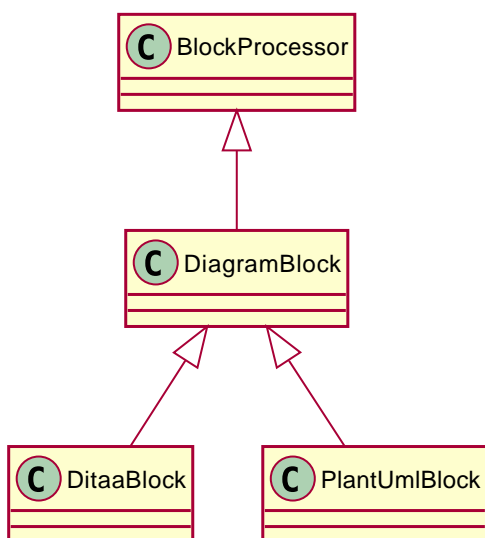 C BlockProcessor
C DiagramBlock
C DitaaBlock
C PlantUmlBlock